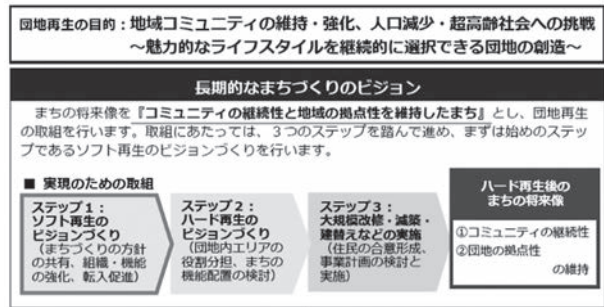 団地再生の目的：地域コミュニティの維持・強化、人口減少・超高齢社会への挑戦
～魅力的なライフスタイルを継続的に選択できる団地の創造～
長期的なまちづくりのビジョン
まちの将来像を『コミュニティの継続性と地域の拠点性を維持したまち』とし、団地再生
の取組を行います。取組にあたっては、３つのステップを踏んで進め、まずは始めのステッ
プであるソフト再生のビジョンづくりを行います。
■ 実現のための取組
ステップ１：
ソフト再生の
ビジョンづくり
（まちづくりの方針
の共有、組織・機能
の強化、転入促進）
ステップ２：
ハード再生の
ビジョンづくり
（団地内エリアの
役割分担、まちの
機能配置の検討）
ステップ３：
大規模改修・減築・
建替えなどの実施
（住民の合意形成、
事業計画の検討と
実施）
ハード再生後の
まちの将来像
①コミュニティの継続性
②団地の拠点性
の維持